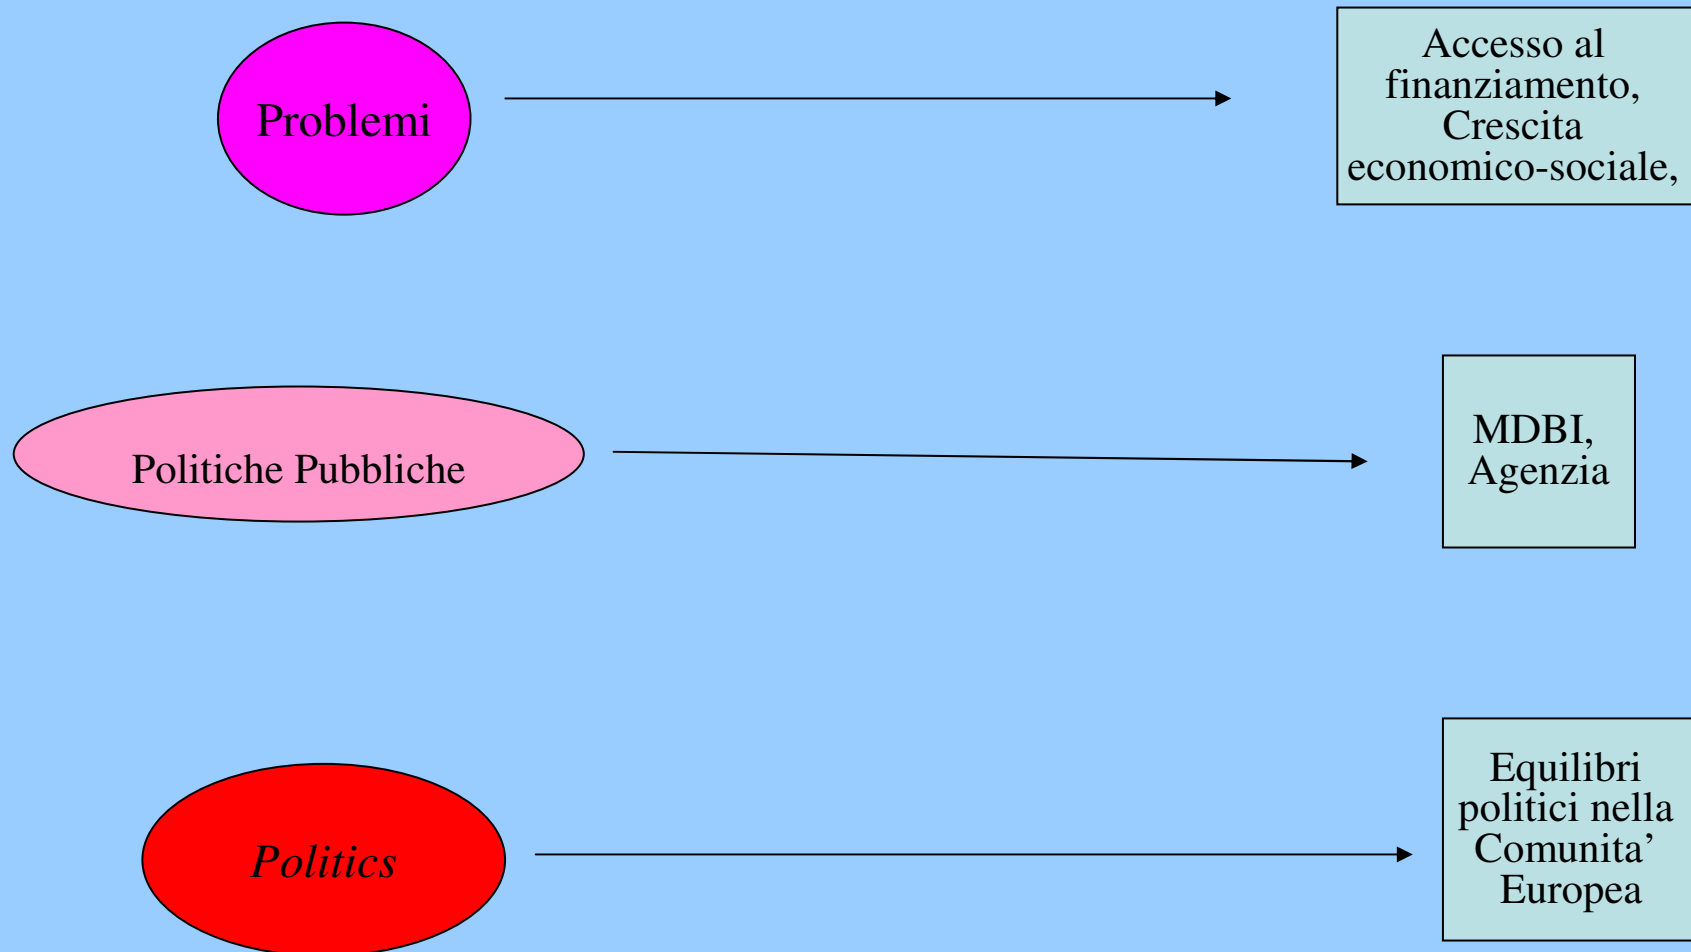 Problemi
Accesso al
finanziamento,
Crescita
economico-sociale,
Politiche Pubbliche
MDBI,
Agenzia
Politics
Equilibri
politici nella
Comunita’
Europea